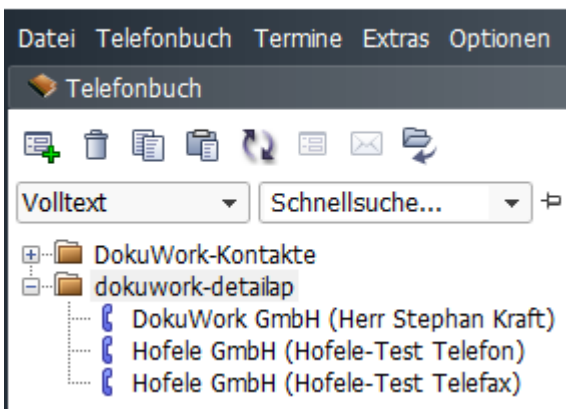 Datei Telefonbuch Termine Extras Optionen
Telefonbuch
Volltext Schnellsuche...
DokuWork-Kontakte
dokuwork-detailap
DokuWork GmbH (Herr Stephan Kraft)
Hofele GmbH (Hofele-Test Telefon)
Hofele GmbH (Hofele-Test Telefax)